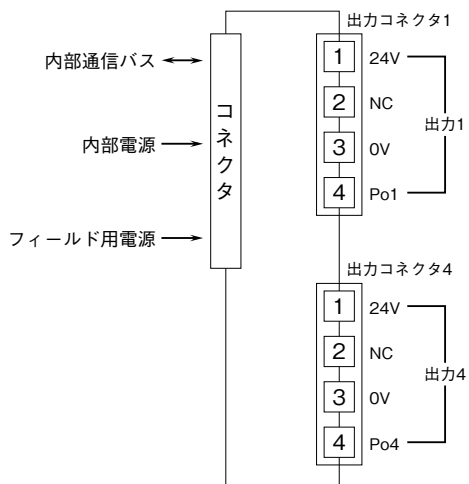 内部通信バス
内部電源
フィールド用電源
コネクタ
出力コネクタ1
1 24V
2 NC
3 0V
4 Po1
出力1
出力コネクタ4
1 24V
2 NC
3 0V
4 Po4
出力4